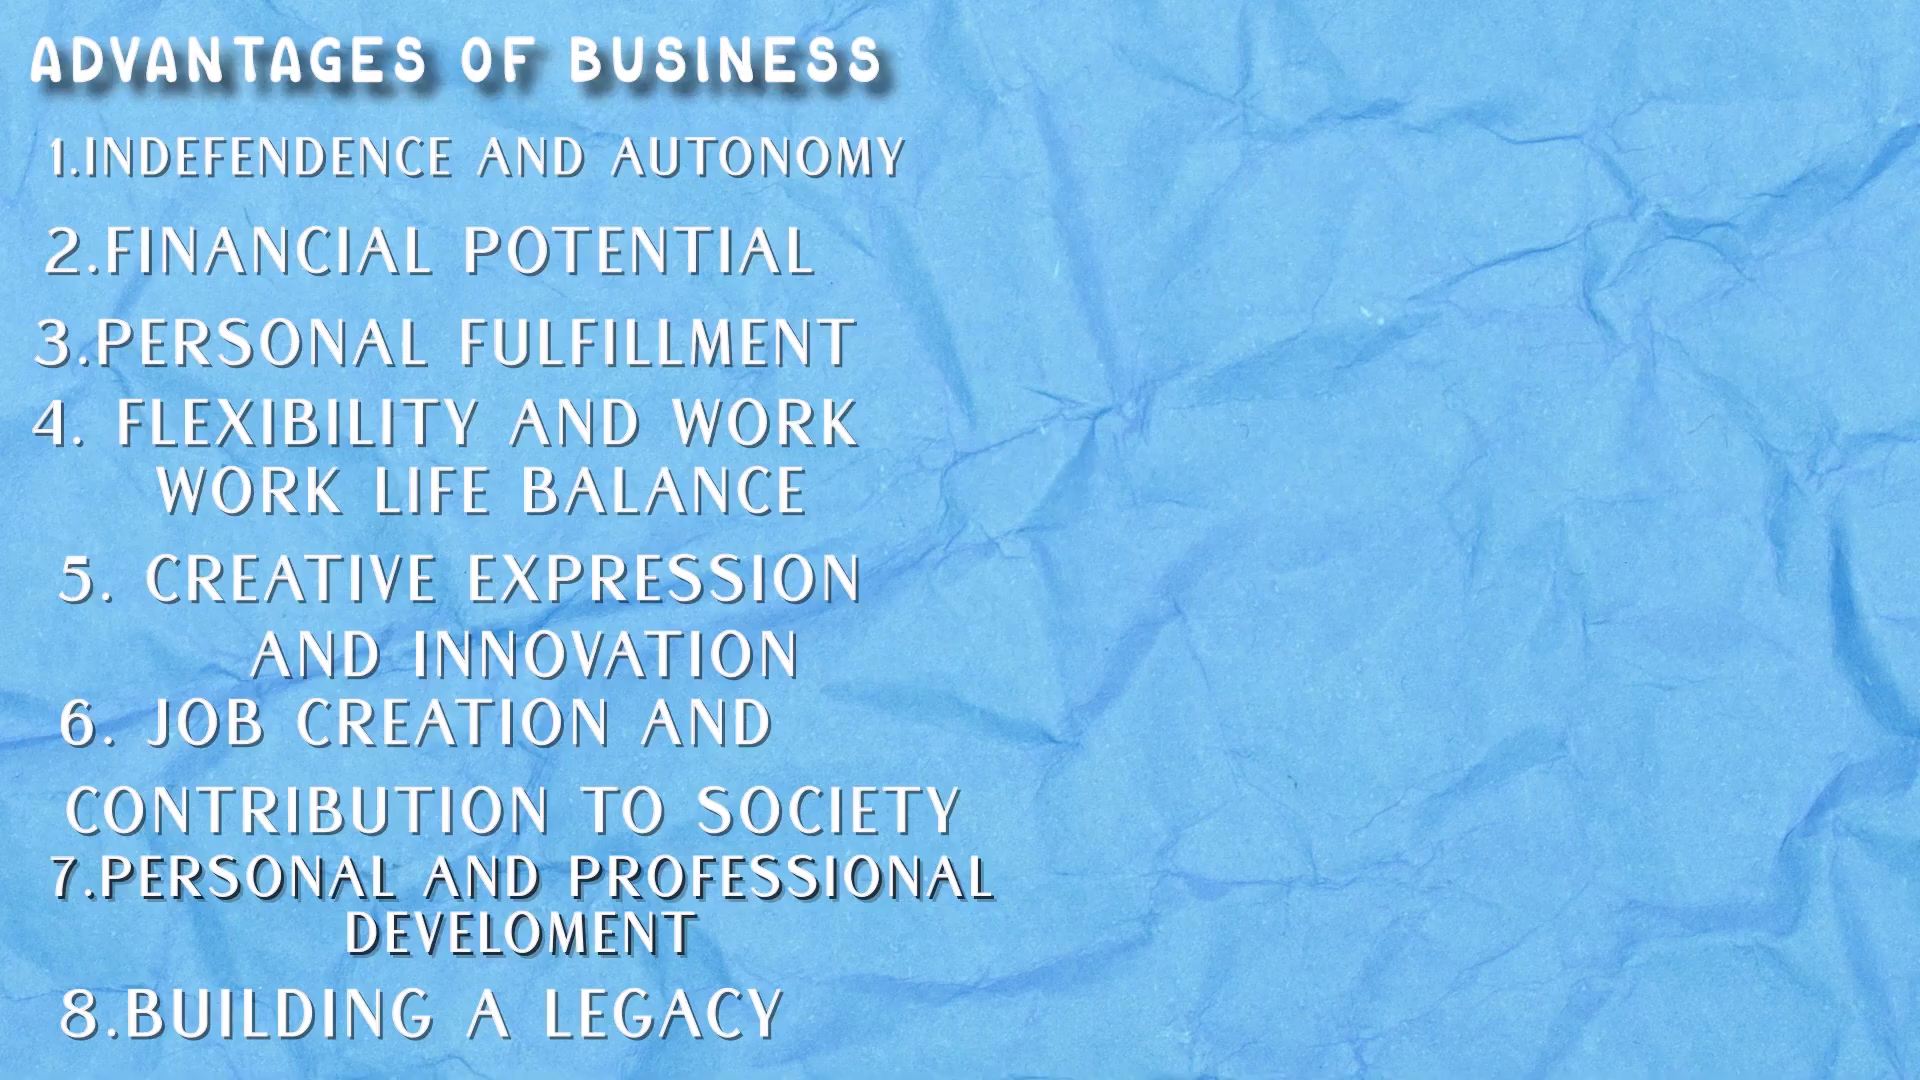 ADVANTAGES OF BUSINESS
1.INDEFENDENCE AND AUTONOMY
2.FINANCIAL POTENTIAL
3.PERSONAL FULFILLMENT
4. FLEXIBILITY AND WORK
WORK LIFE BALANCE
5. CREATIVE EXPRESSION
AND INNOVATION
6. JOB CREATION AND
CONTRIBUTION TO SOCIETY
7.PERSONAL AND PROFESSIONAL
DEVELOMENT
8.BUILDING A LEGACY